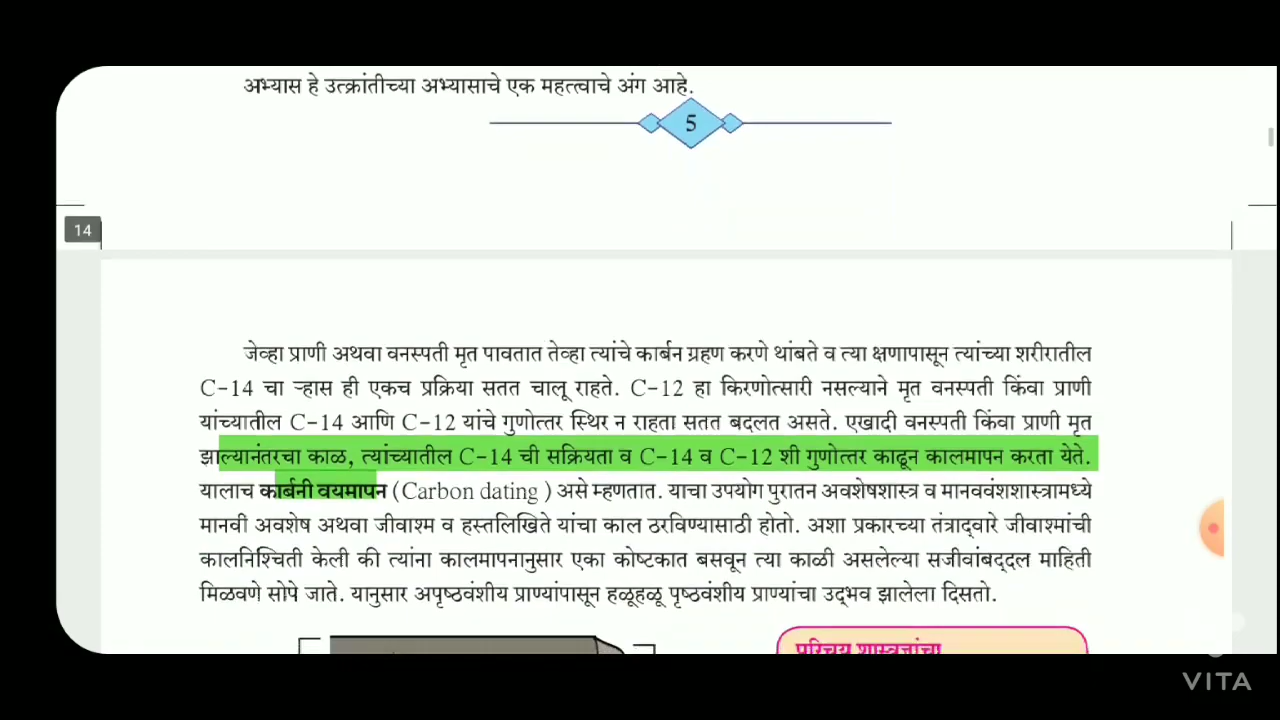 अभ्यास हे उत्क्रांतीच्या अभ्यासाचे एक महत्त्वाचे अंग आहे.
5
14
जेव्हा प्राणी अथवा वनस्पती मृत पावतात तेव्हा त्यांचे कार्बन ग्रहण करणे थांबते व त्या क्षणापासून त्यांच्या शरीरातील
C-14 चा ऱ्हास ही एकच प्रक्रिया सतत चालू राहते. C-12 हा किरणोत्सारी नसल्याने मृत वनस्पती किंवा प्राणी
यांच्यातील C-14 आणि C-12 यांचे गुणोत्तर स्थिर न राहता सतत बदलत असते. एखादी वनस्पती किंवा प्राणी मृत
झाल्यानंतरचा काळ, त्यांच्यातील C-14 ची सक्रियता व C-14 व C-12 शी गुणोत्तर काढून कालमापन करता येते.
यालाच कार्बनी वयमापन (Carbon dating ) असे म्हणतात. याचा उपयोग पुरातन अवशेषशास्त्र व मानववंशशास्त्रामध्ये
मानवी अवशेष अथवा जीवाश्म व हस्तलिखिते यांचा काल ठरविण्यासाठी होतो. अशा प्रकारच्या तंत्राद्वारे जीवाश्मांची
कालनिश्चिती केली की त्यांना कालमापनानुसार एका कोष्टकात बसवून त्या काळी असलेल्या सजीवांबद्दल माहिती
मिळवणे सोपे जाते. यानुसार अपृष्ठवंशीय प्राण्यांपासून हळूहळू पृष्ठवंशीय प्राण्यांचा उद्भव झालेला दिसतो.
परिचय शास्त्रज्ञांचा
VITA